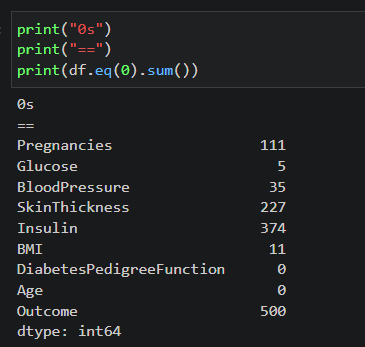 print("0s")
print("==")
print(df.eq(0).sum())
0s
==
Pregnancies 111
Glucose 5
BloodPressure 35
SkinThickness 227
Insulin 374
BMI 11
DiabetesPedigreeFunction 0
Age 0
Outcome 500
dtype: int64